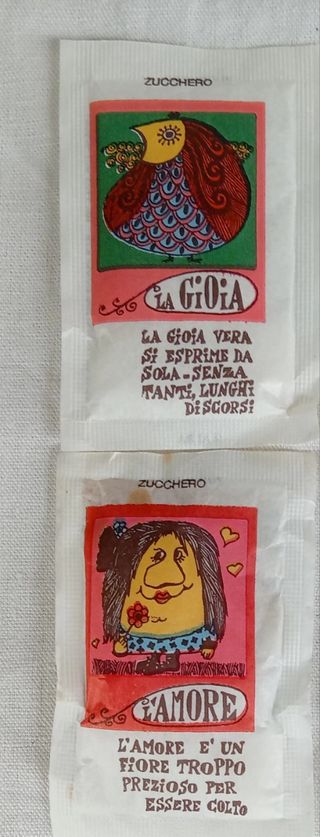 ZUCCHERO
LA GiOiA
LA GiOiA VERA
Si ESPRIME DA
SOLA - SENZA
TANTi, LUNGHi
DiSCORSi
ZUCCHERO
L'AMORE
L'AMORE E' UN
FiORE TROPPO
PREZIOSO PER
ESSERE COLTO